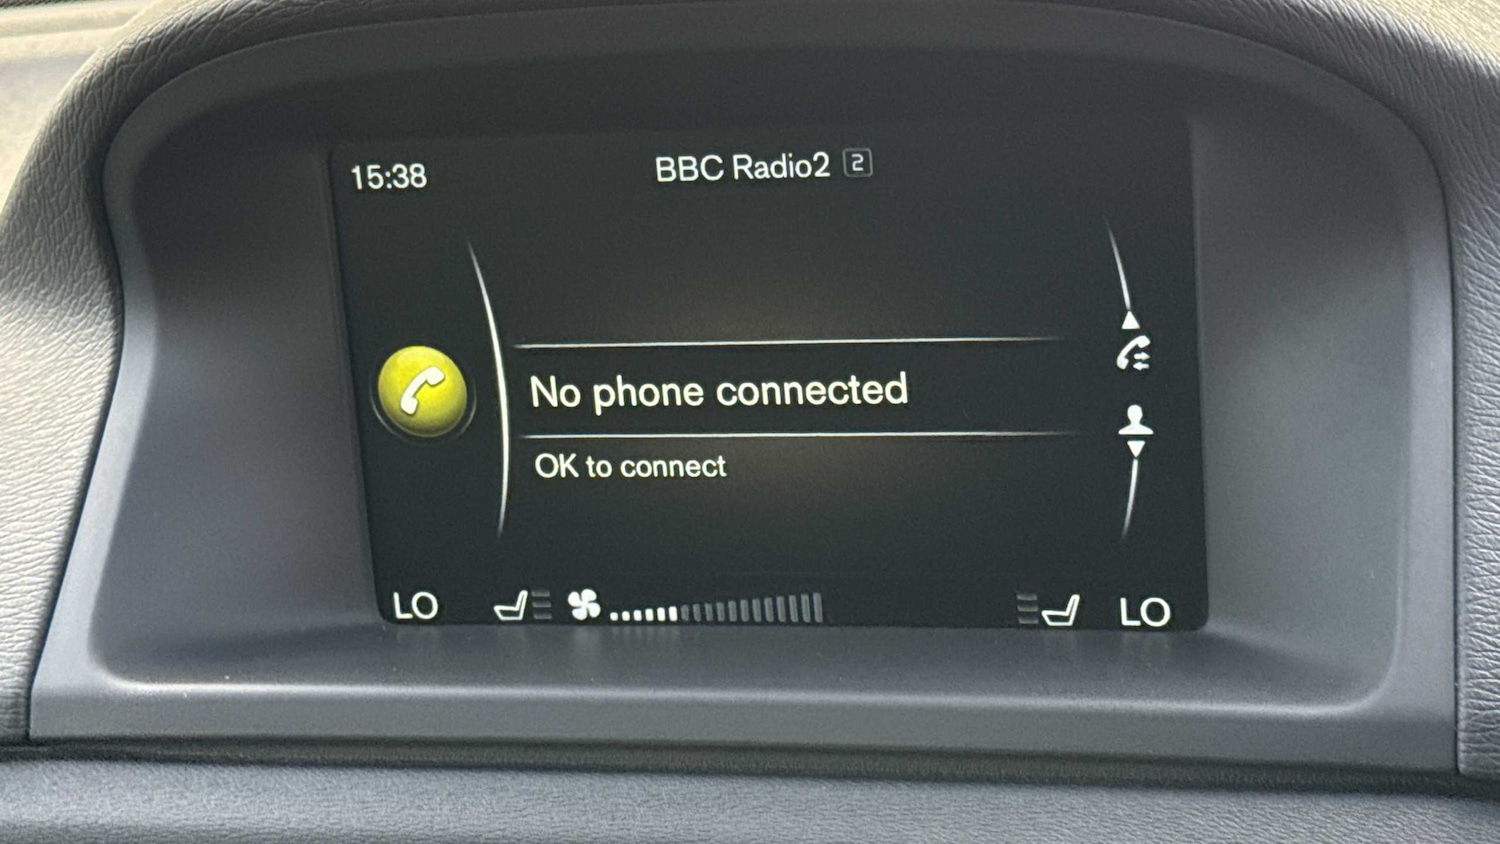 15:38
BBC Radio2 2
No phone connected
OK to connect
LO
LO